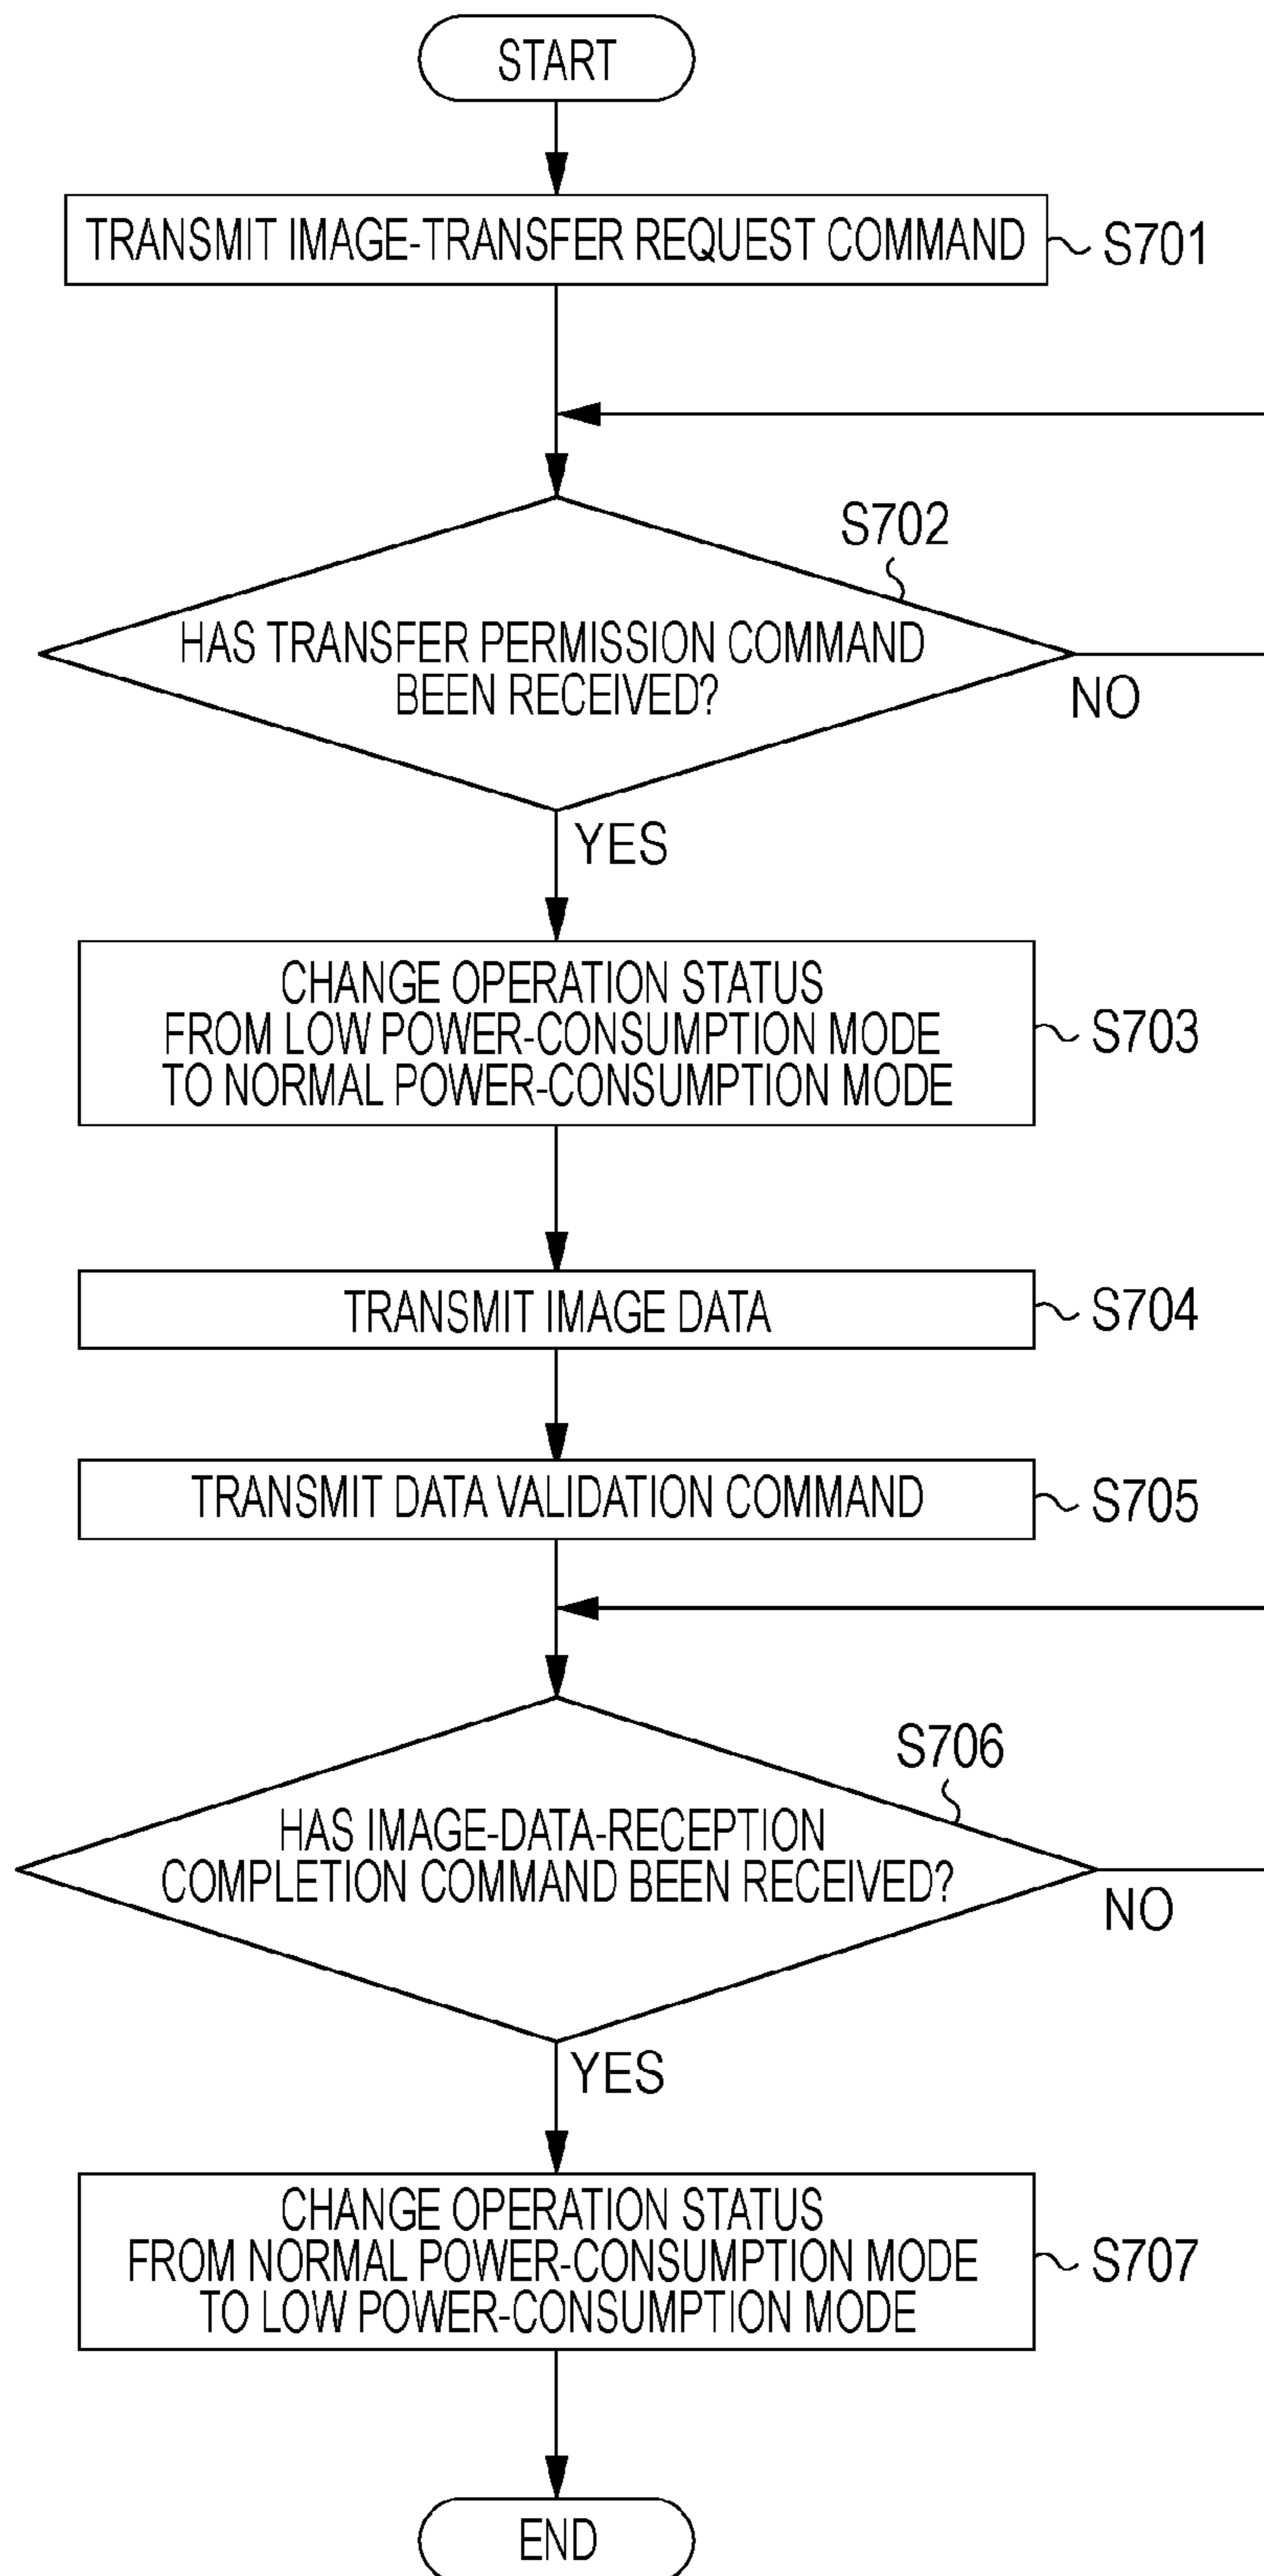 START
TRANSMIT IMAGE-TRANSFER REQUEST COMMAND
S701
S702
HAS TRANSFER PERMISSION COMMAND
BEEN RECEIVED?
NO
YES
CHANGE OPERATION STATUS
FROM LOW POWER-CONSUMPTION MODE
TO NORMAL POWER-CONSUMPTION MODE
S703
TRANSMIT IMAGE DATA
S704
TRANSMIT DATA VALIDATION COMMAND
S705
S706
HAS IMAGE-DATA-RECEPTION
COMPLETION COMMAND BEEN RECEIVED?
NO
YES
CHANGE OPERATION STATUS
FROM NORMAL POWER-CONSUMPTION MODE
TO LOW POWER-CONSUMPTION MODE
S707
END